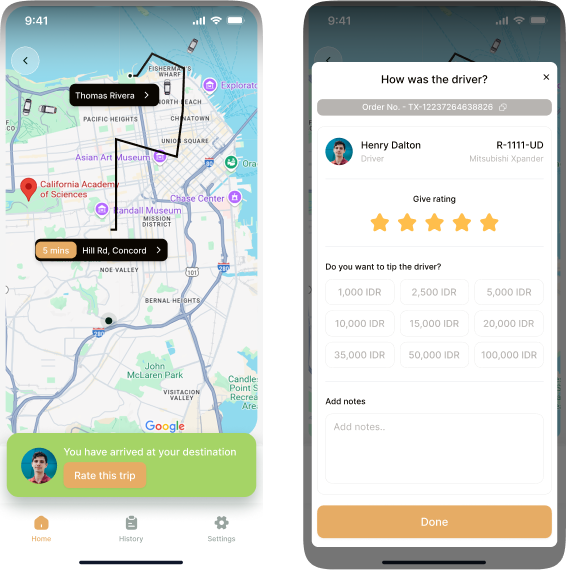 9:41
FISHERMAN'S
WHARF
Explorato
Thomas Rivera
NORTH BEACH
PACIFIC HEIGHTS
CHINATOWN
CO
UNION SQUARE
Asian Art Museum
80
Ora
California Academy
of Sciences
Chase Center
Randall Museum
MISSION
DISTRICT
5 mins
Hill Rd, Concord
NOE VALLEY
101
280
BERNAL HEIGHTS
280
John
McLaren Park
VISITACION
VALLEY
Candle
Point S
Recrea
Area
Google
You have arrived at your destination
Rate this trip
Home
History
Settings
9:41
How was the driver?
Order No. - TX-12237264638826
Henry Dalton
R-1111-UD
Driver
Mitsubishi Xpander
Give rating
Do you want to tip the driver?
1,000 IDR
2,500 IDR
5,000 IDR
10,000 IDR
15,000 IDR
20,000 IDR
35,000 IDR
50,000 IDR
100,000 IDR
Add notes
Add notes..
Done